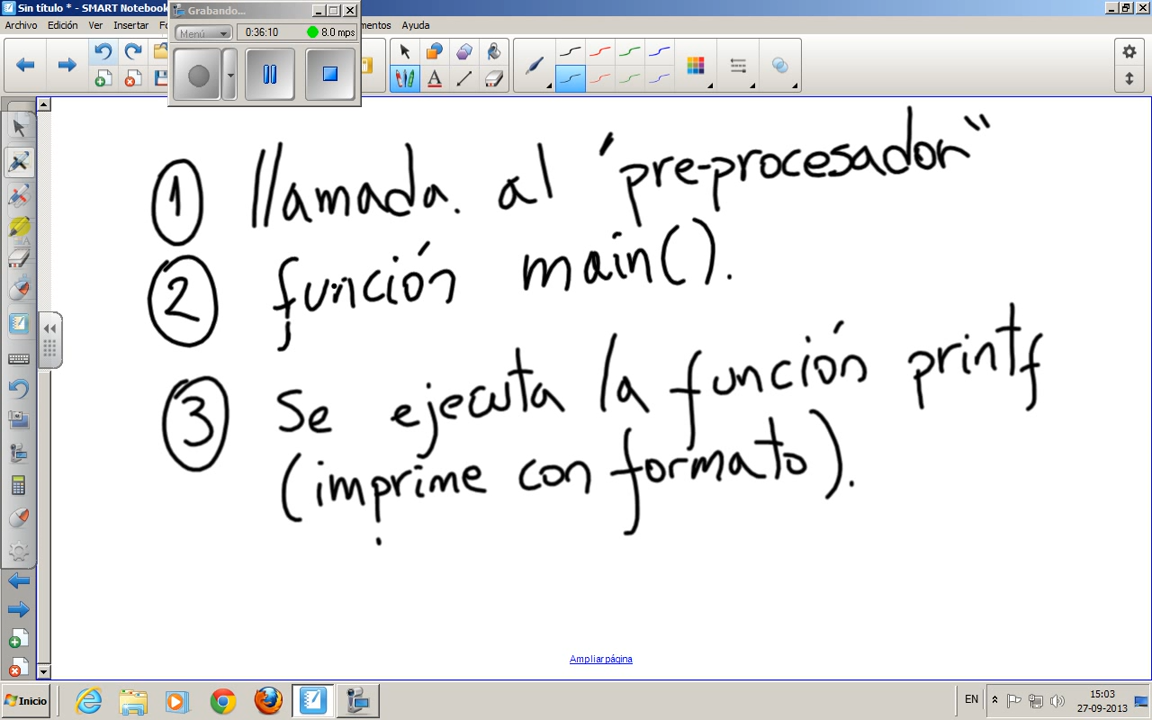 Sin título * - SMART Notebook
Grabando...
Archivo Edición Ver Insertar Fo
mentos Ayuda
Menú 0:36:10 8.0 mps
① llamada. al "pre-procesador"
② función main().
③ Se ejecuta la función printf
(imprime con formato).
Ampliar página
Inicio
EN
15:03
27-09-2013